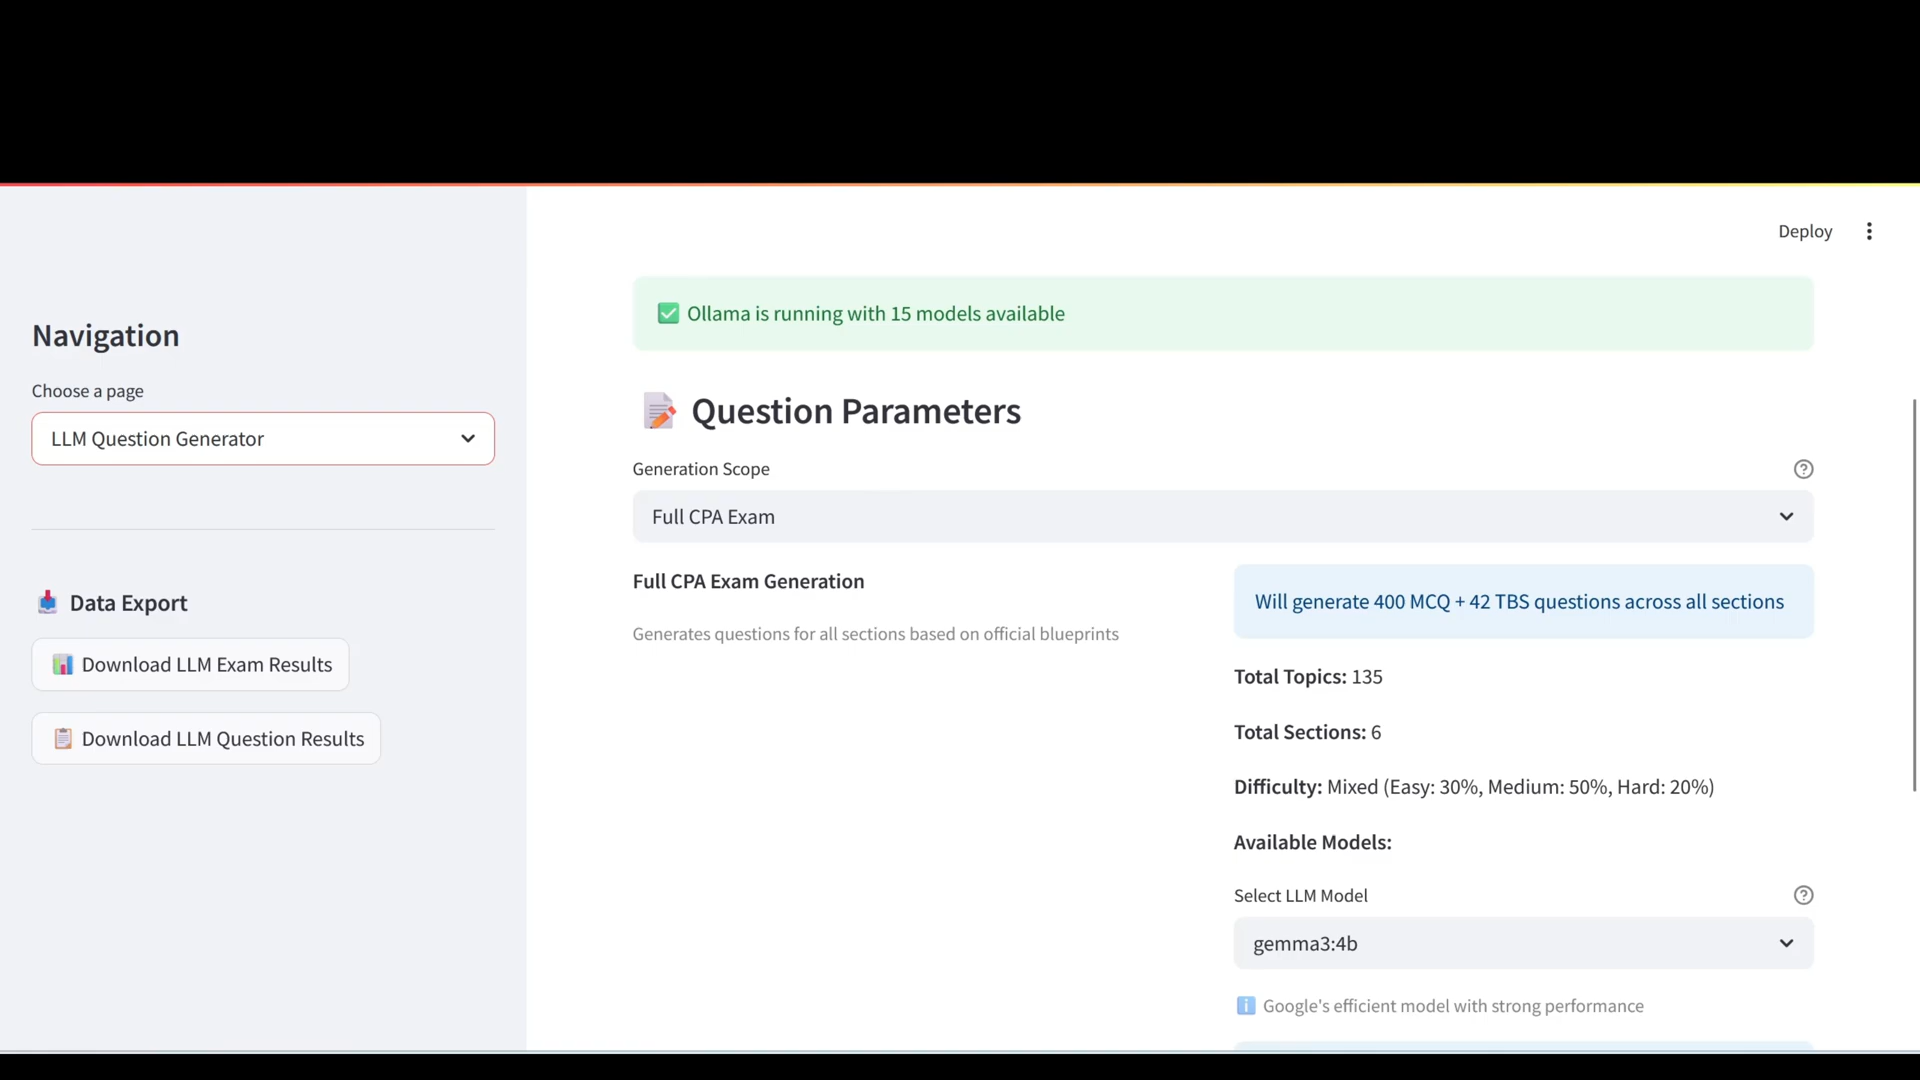 Deploy
Navigation
Choose a page
LLM Question Generator
Data Export
Download LLM Exam Results
Download LLM Question Results
Ollama is running with 15 models available
Question Parameters
Generation Scope
Full CPA Exam
Full CPA Exam Generation
Generates questions for all sections based on official blueprints
Will generate 400 MCQ + 42 TBS questions across all sections
Total Topics: 135
Total Sections: 6
Difficulty: Mixed (Easy: 30%, Medium: 50%, Hard: 20%)
Available Models:
Select LLM Model
gemma3:4b
Google's efficient model with strong performance